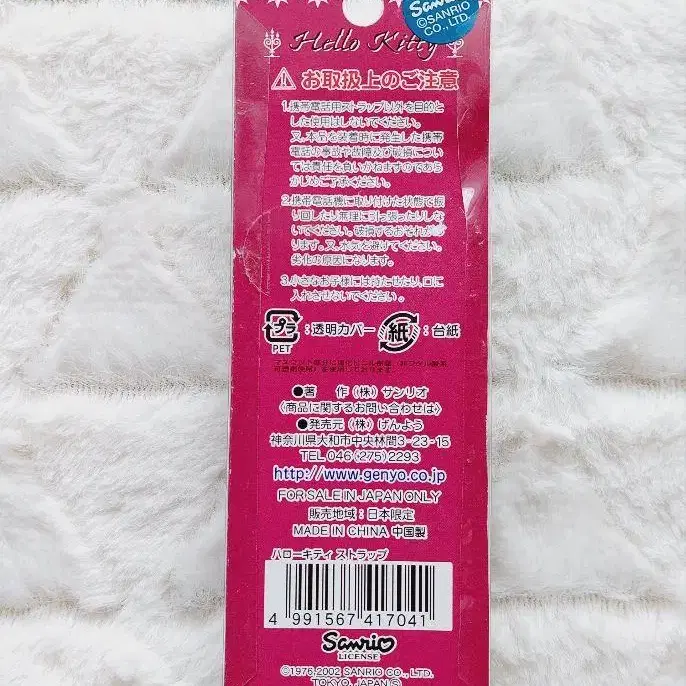 Sanrio
©SANRIO
CO., LTD.
Hello Kitty
お取扱上のご注意
1.携帯電話用ストラップ以外を目的と
した使用はしないでください。
又、本品を装着時に発生した携帯
電話の事故や故障及び破損につい
ては責任を負いかねますのであら
かじめご了承ください。
2.携帯電話機に取り付けた状態で振
り回したり無理に引っ張ったりしな
いでください。破損するおそれがあ
ります。又、水気を避けてください。
劣化の原因になります。
3.小さなお子様には持たせたり、口に
入れさせないでください。
プラ:透明カバー 紙:台紙
PET
●著 作 (株) サンリオ
〈商品に関するお問い合わせは〉
●発売元 (株) げんよう
神奈川県大和市中央林間3-23-15
TEL 046(275)2293
http://www.genyo.co.jp
FOR SALE IN JAPAN ONLY
販売地域:日本限定
MADE IN CHINA 中国製
ハローキティ ストラップ
4 991567 417041
Sanrio
LICENSE
©1976,2002 SANRIO CO., LTD.
TOKYO, JAPAN Ⓢ